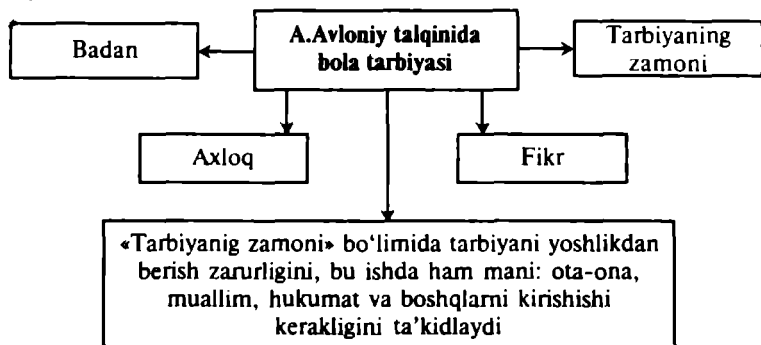 A.Avloniy talqinida
bola tarbiyasi
Badan
Tarbiyaning
zamoni
Axloq
Fikr
«Tarbiyanig zamoni» bo‘limida tarbiyani yoshlikdan
berish zarurligini, bu ishda ham mani: ota-ona,
muallim, hukumat va boshqlarni kirishishi
kerakligini ta’kidlaydi